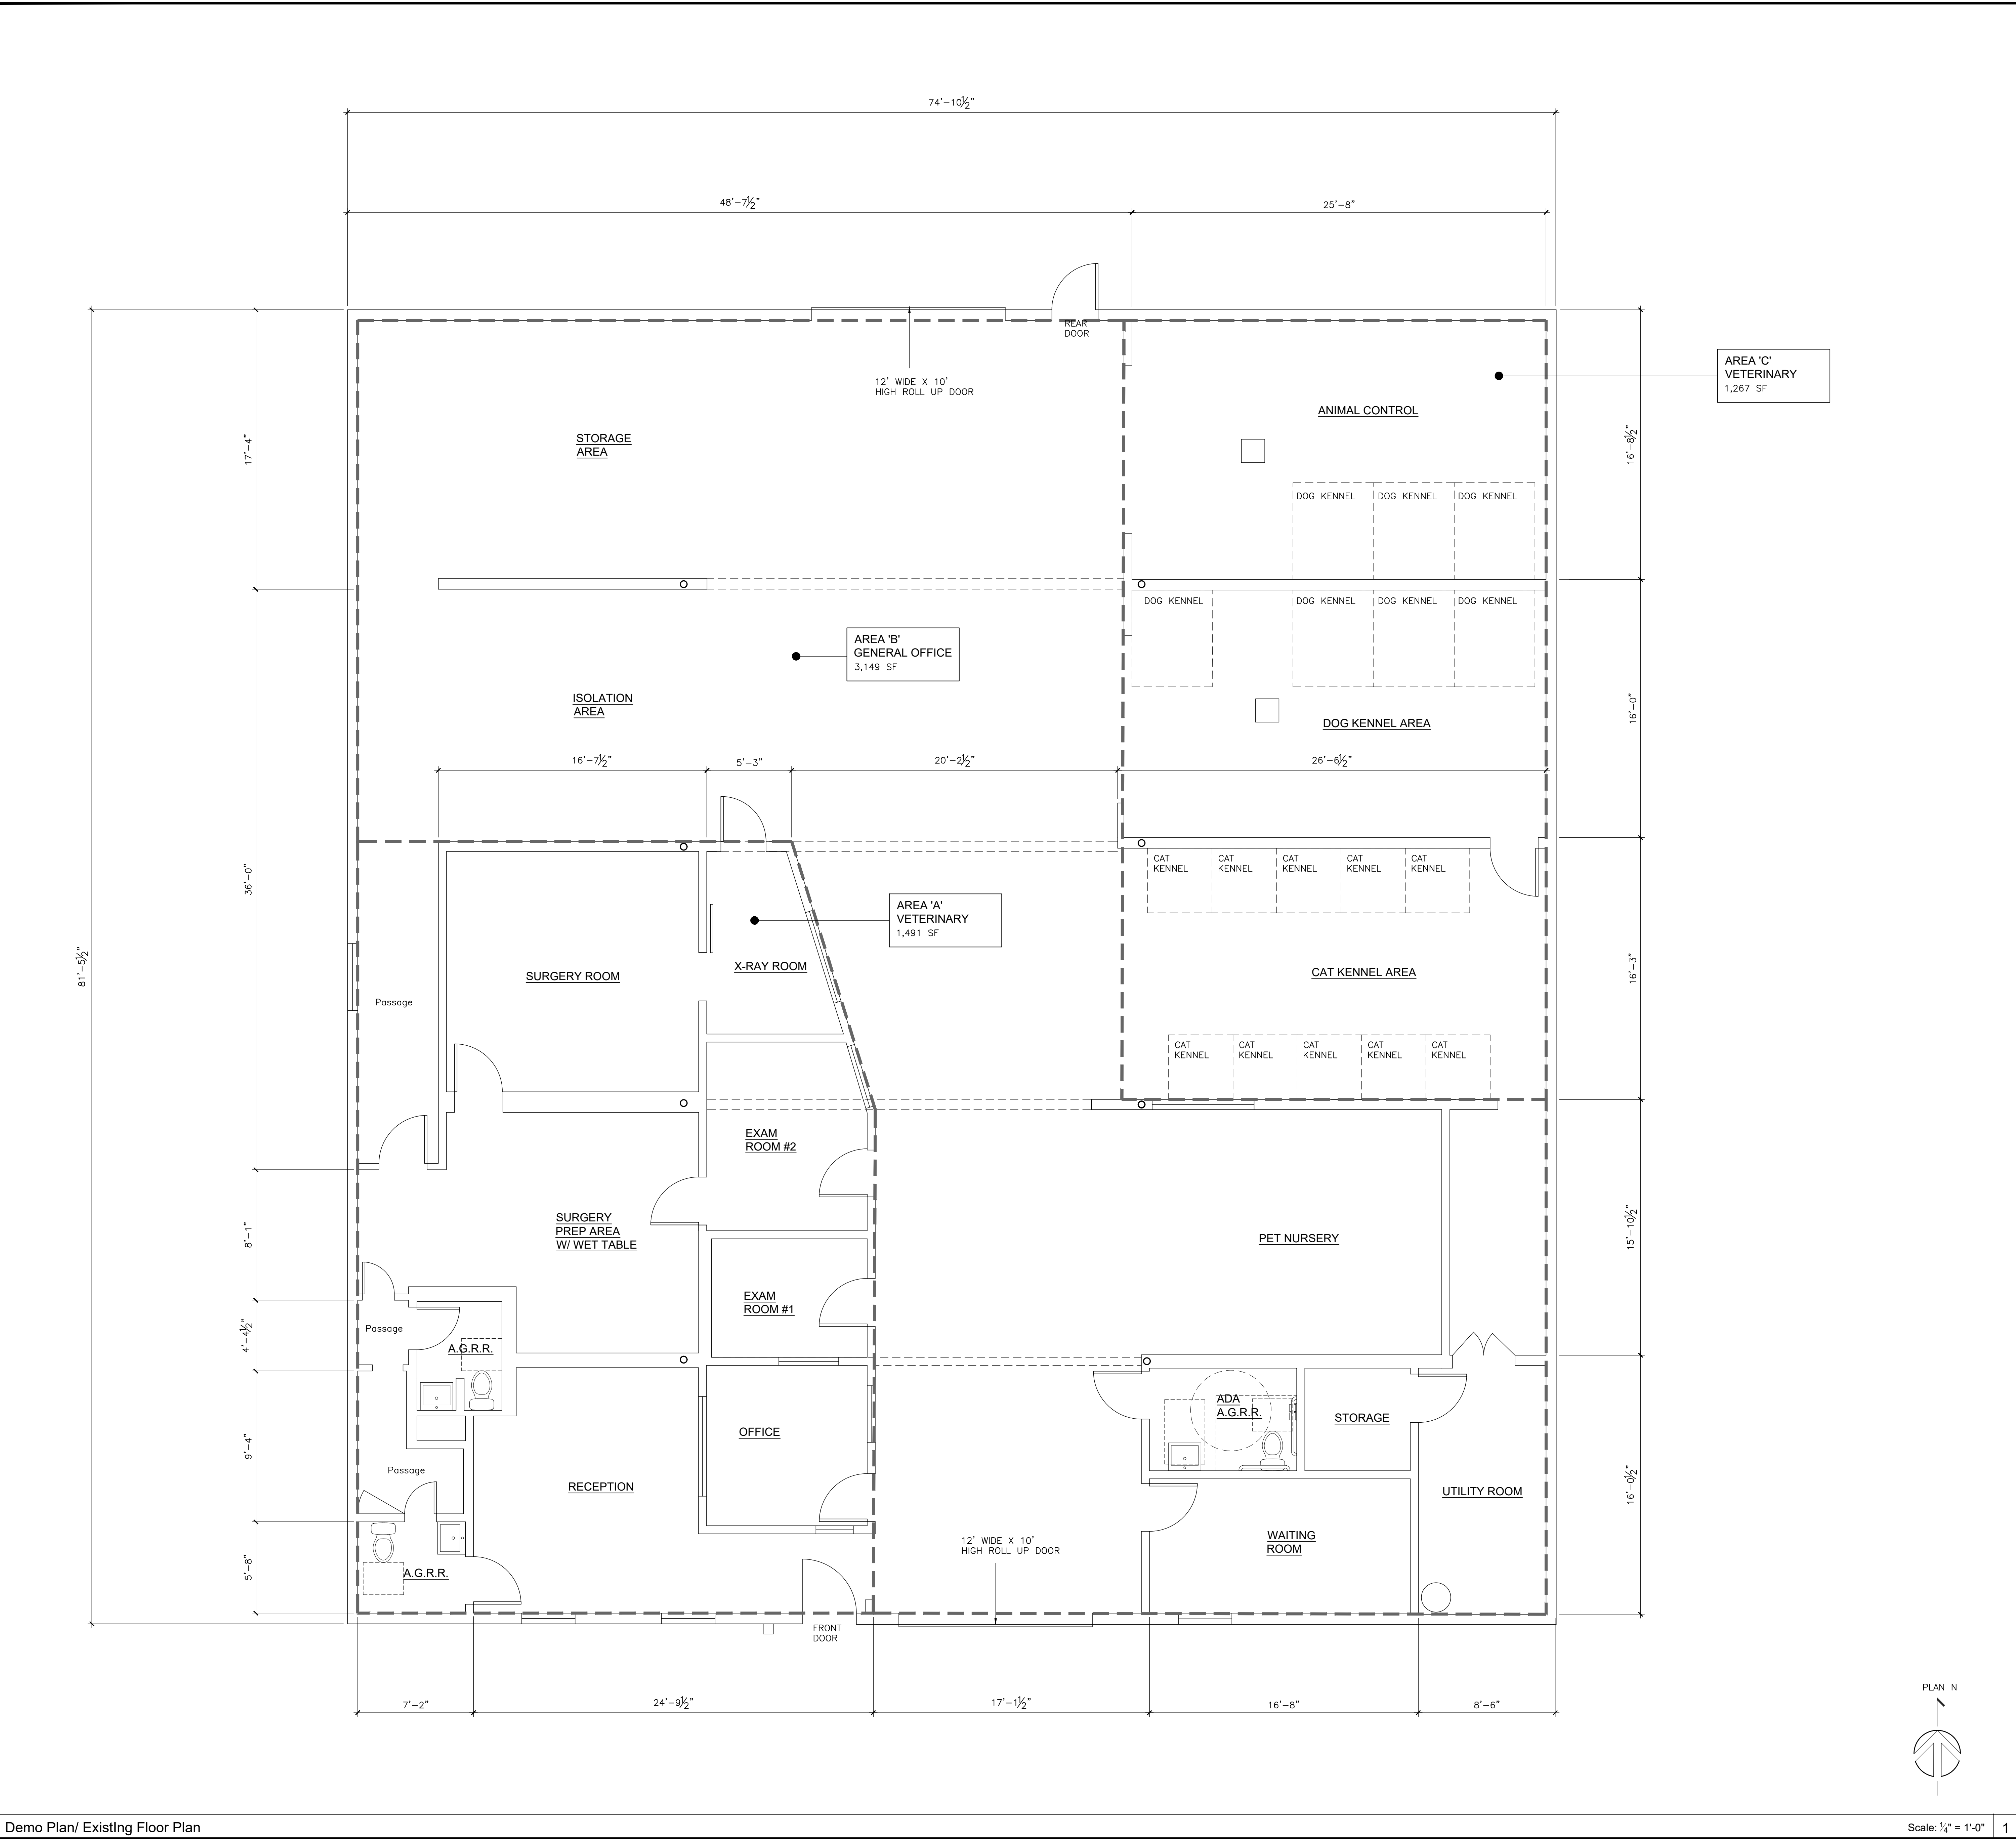 74'-10½"
48'-7½"
25'-8"
REAR
DOOR
12' WIDE X 10'
HIGH ROLL UP DOOR
AREA 'C'
VETERINARY
1,267 SF
ANIMAL CONTROL
STORAGE
AREA
17'-4"
16'-8½"
DOG KENNEL
DOG KENNEL
DOG KENNEL
DOG KENNEL
DOG KENNEL
DOG KENNEL
DOG KENNEL
AREA 'B'
GENERAL OFFICE
3,149 SF
ISOLATION
AREA
DOG KENNEL AREA
16'-0"
16'-7½"
5'-3"
20'-2½"
26'-6½"
CAT
KENNEL
CAT
KENNEL
CAT
KENNEL
CAT
KENNEL
CAT
KENNEL
36'-0"
AREA 'A'
VETERINARY
1,491 SF
81'-5½"
SURGERY ROOM
X-RAY ROOM
CAT KENNEL AREA
16'-3"
Passage
CAT
KENNEL
CAT
KENNEL
CAT
KENNEL
CAT
KENNEL
CAT
KENNEL
EXAM
ROOM #2
8'-1"
SURGERY
PREP AREA
W/ WET TABLE
PET NURSERY
15'-10½"
EXAM
ROOM #1
4'-4½"
Passage
A.G.R.R.
ADA
A.G.R.R.
STORAGE
OFFICE
9'-4"
Passage
RECEPTION
UTILITY ROOM
16'-0½"
12' WIDE X 10'
HIGH ROLL UP DOOR
WAITING
ROOM
5'-8"
A.G.R.R.
FRONT
DOOR
7'-2"
24'-9½"
17'-1½"
16'-8"
8'-6"
PLAN N
Demo Plan/ ExistIng Floor Plan
Scale: ¼" = 1'-0"
1